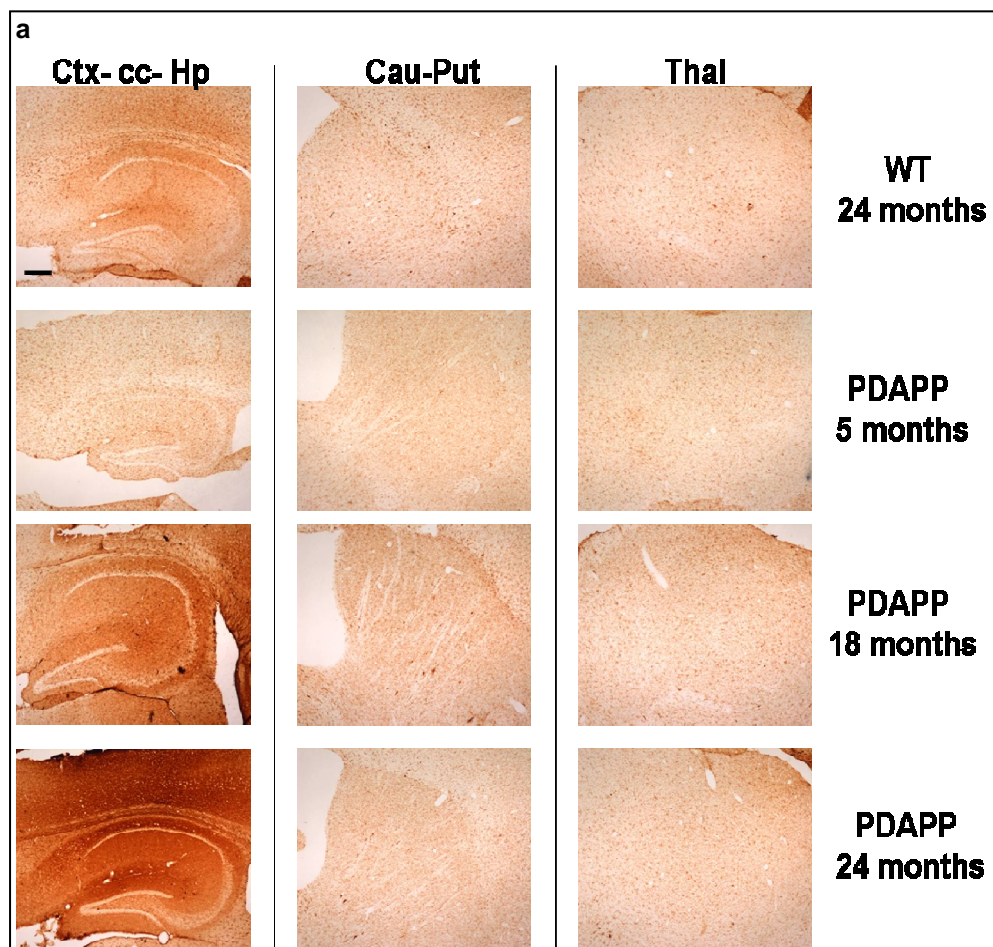 a
Ctx- cc- Hp
Cau-Put
Thal
WT
24 months
PDAPP
5 months
PDAPP
18 months
PDAPP
24 months